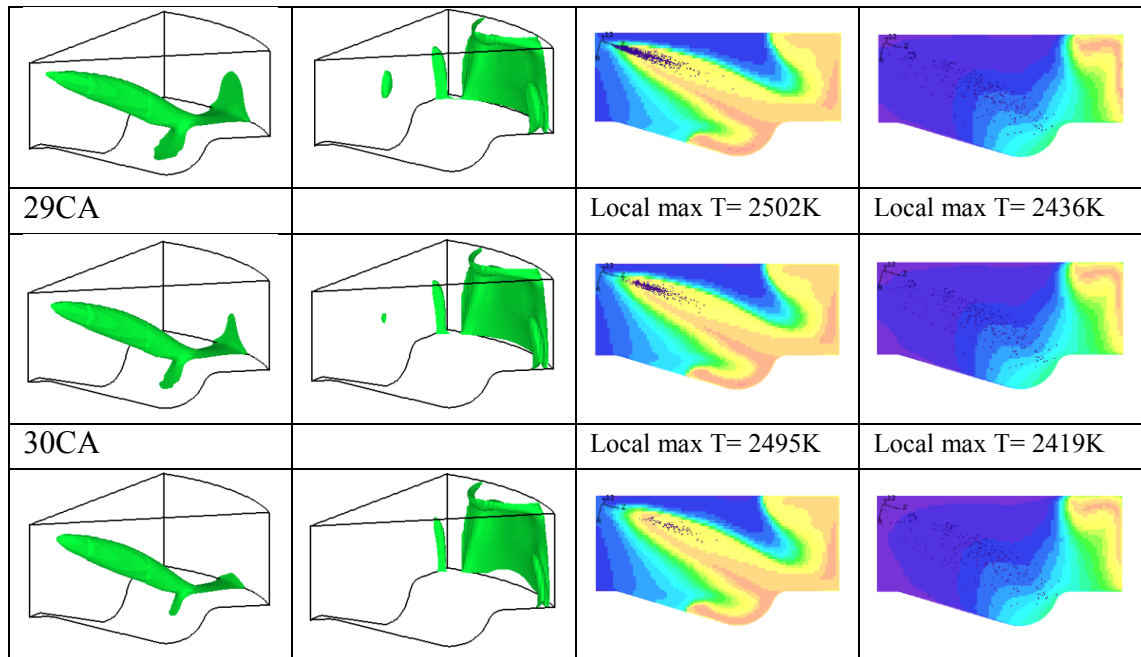 29CA
Local max T= 2502K
Local max T= 2436K
30CA
Local max T= 2495K
Local max T= 2419K